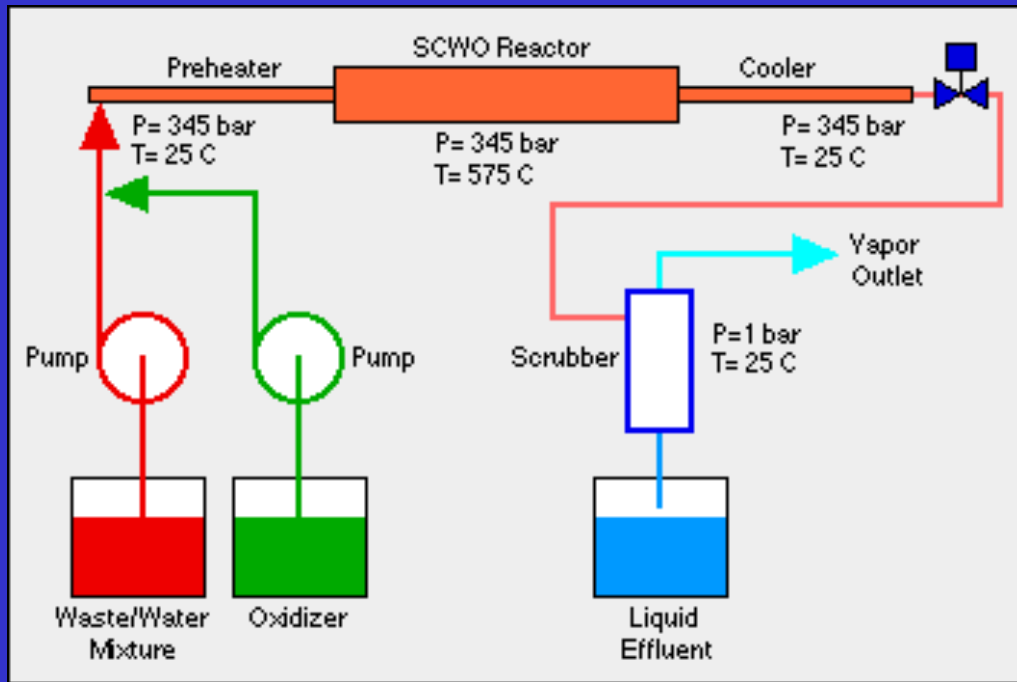 SCWO Reactor
Preheater
Cooler
P= 345 bar
T= 25 C
P= 345 bar
T= 575 C
P= 345 bar
T= 25 C
Vapor
Outlet
Pump
Pump
Scrubber
P=1 bar
T= 25 C
Waste/Water
Mixture
Oxidizer
Liquid
Effluent